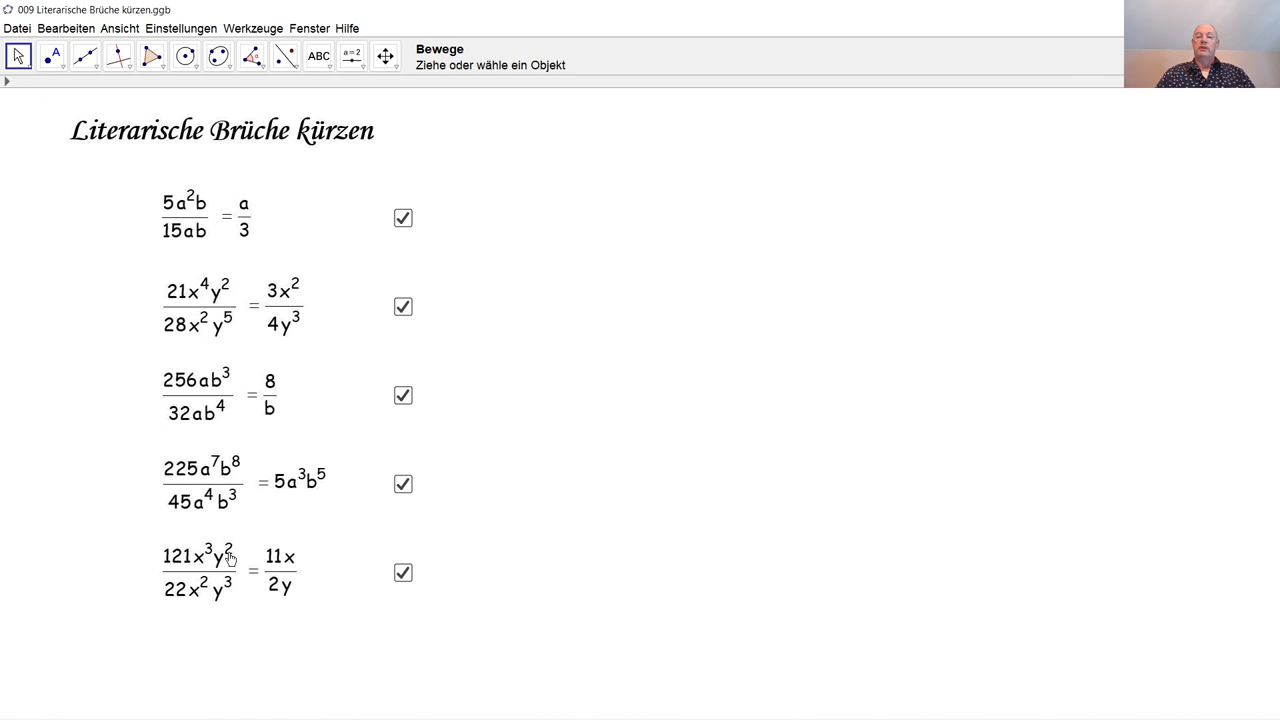 009 Literarische Brüche kürzen.ggb
Datei Bearbeiten Ansicht Einstellungen Werkzeuge Fenster Hilfe
A
ABC
a=2
Bewege
Ziehe oder wähle ein Objekt
Literarische Brüche kürzen
5a²b/15ab = a/3
21x⁴y²/28x²y⁵ = 3x²/4y³
256ab³/32ab⁴ = 8/b
225a⁷b⁸/45a⁴b³ = 5a³b⁵
121x³y²/22x²y³ = 11x/2y